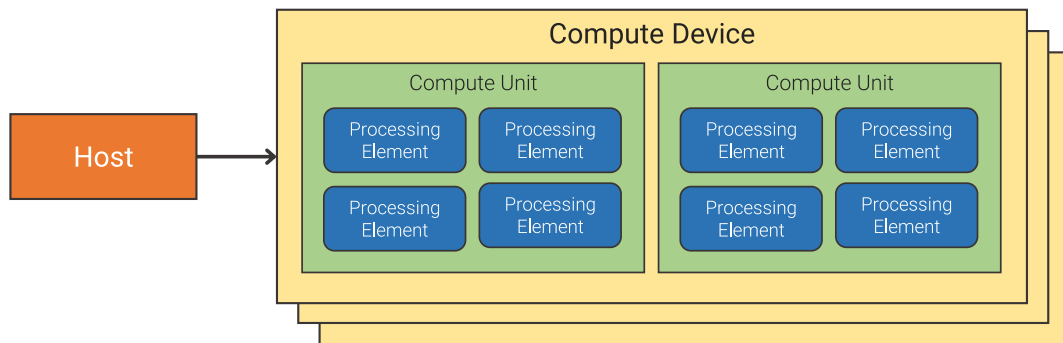 Compute Device
Compute Unit
Compute Unit
Host
Processing
Element
Processing
Element
Processing
Element
Processing
Element
Processing
Element
Processing
Element
Processing
Element
Processing
Element